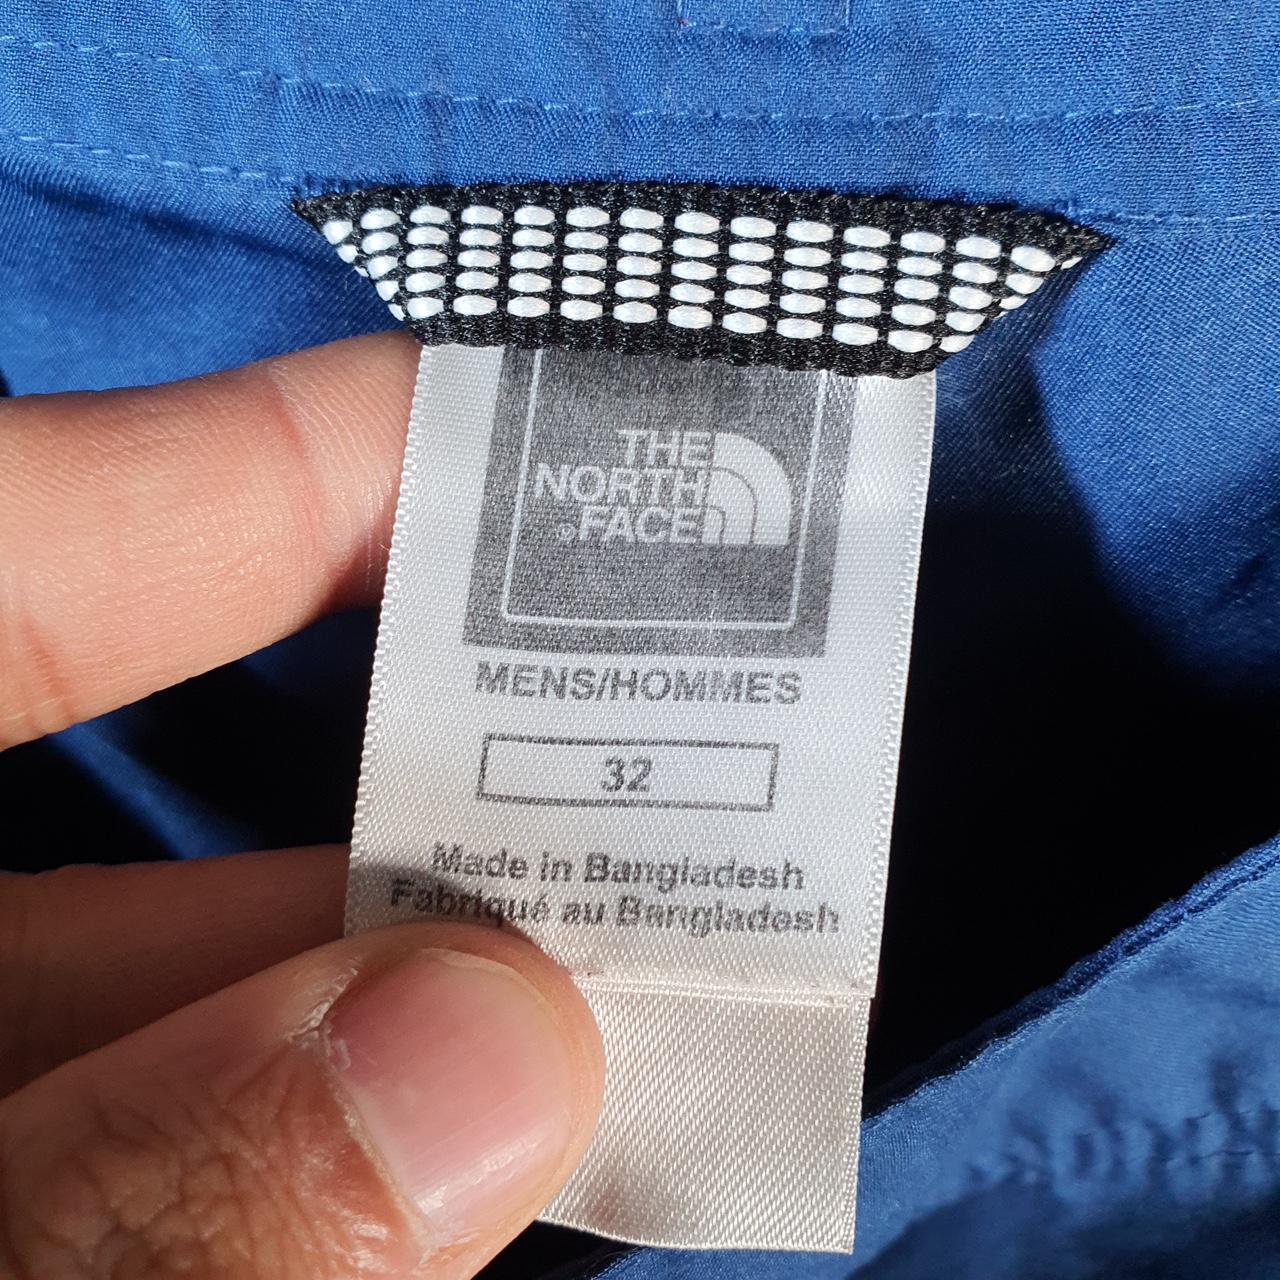 THE
NORTH
®FACE
MENS/HOMMES
32
Made in Bangladesh
Fabriqué au Bangladesh